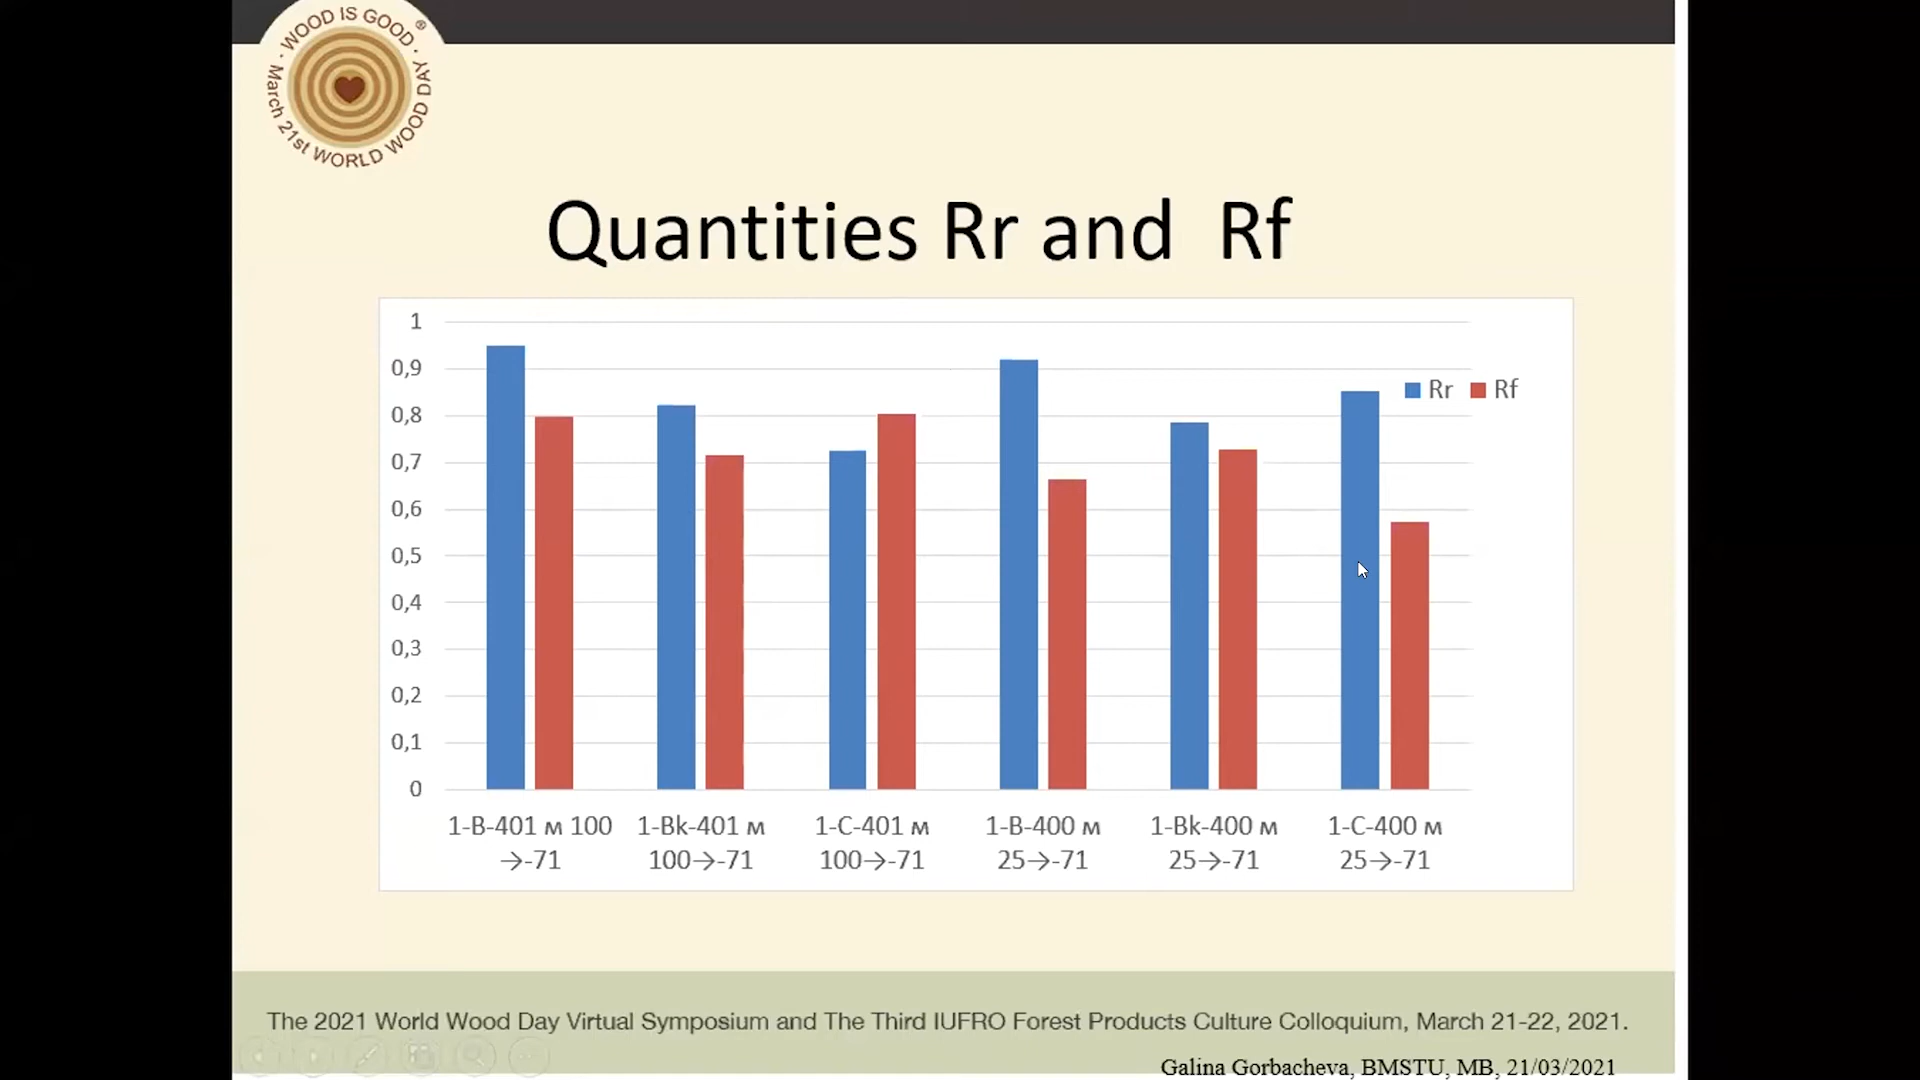 · WOOD IS GOOD ·®
March 21st WORLD WOOD DAY
Quantities Rr and Rf
1
0,9
0,8
0,7
0,6
0,5
0,4
0,3
0,2
0,1
0
Rr Rf
1-B-401 м 100 1-Bk-401 м 1-C-401 м 1-B-400 м 1-Bk-400 м 1-C-400 м
→-71 100→-71 100→-71 25→-71 25→-71 25→-71
The 2021 World Wood Day Virtual Symposium and The Third IUFRO Forest Products Culture Colloquium, March 21-22, 2021.
Galina Gorbacheva, BMSTU, MB, 21/03/2021